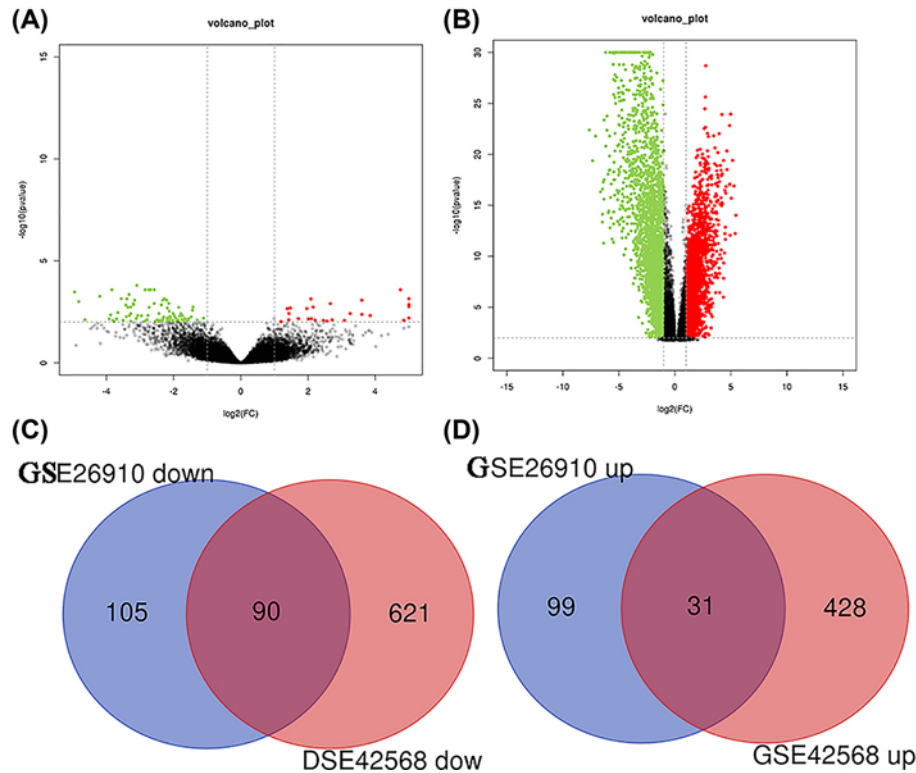 (A)
volcano_plot
15
10
5
0
-log10(pvalue)
-4 -2 0 2 4
log2(FC)
(B)
volcano_plot
30
25
20
15
10
5
0
-log10(pvalue)
-15 -10 -5 0 5 10 15
log2(FC)
(C)
GSE26910 down
105 90 621
DSE42568 dow
(D)
GSE26910 up
99 31 428
GSE42568 up